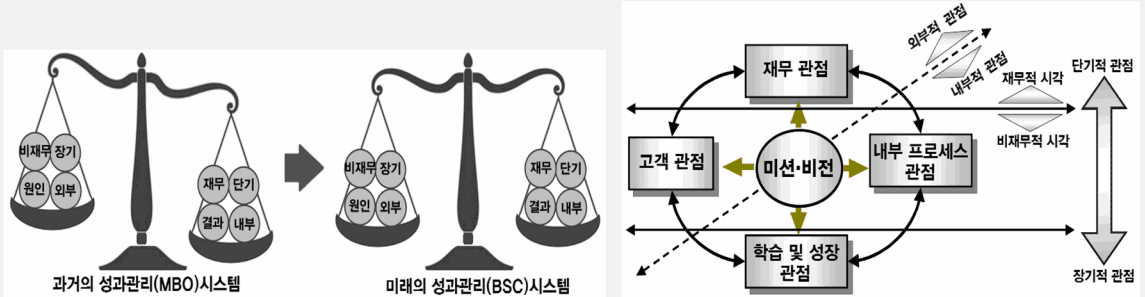 비재무 장기
원인 외부
재무 단기
결과 내부
과거의 성과관리(MBO)시스템
비재무 장기
원인 외부
재무 단기
결과 내부
미래의 성과관리(BSC)시스템
재무 관점
고객 관점
미션·비전
내부 프로세스
관점
학습 및 성장
관점
외부적 관점
내부적 관점
재무적 시각
비재무적 시각
단기적 관점
장기적 관점